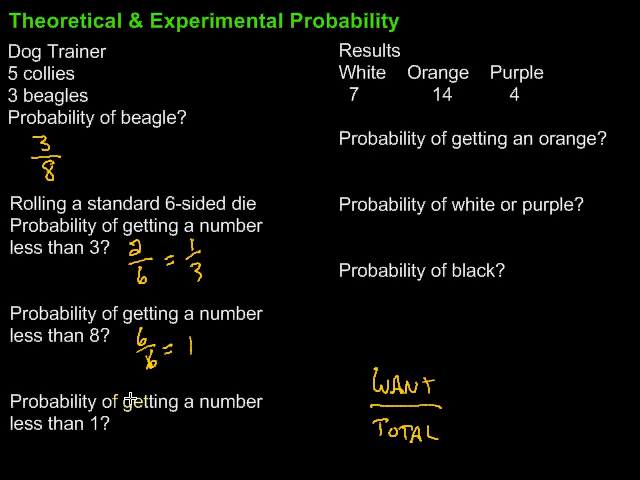 Theoretical & Experimental Probability
Dog Trainer
5 collies
3 beagles
Probability of beagle?
3/8
Rolling a standard 6-sided die
Probability of getting a number
less than 3? 2/6 = 1/3
Probability of getting a number
less than 8? 6/6 = 1
Probability of getting a number
less than 1?
Results
White Orange Purple
7 14 4
Probability of getting an orange?
Probability of white or purple?
Probability of black?
WANT
TOTAL